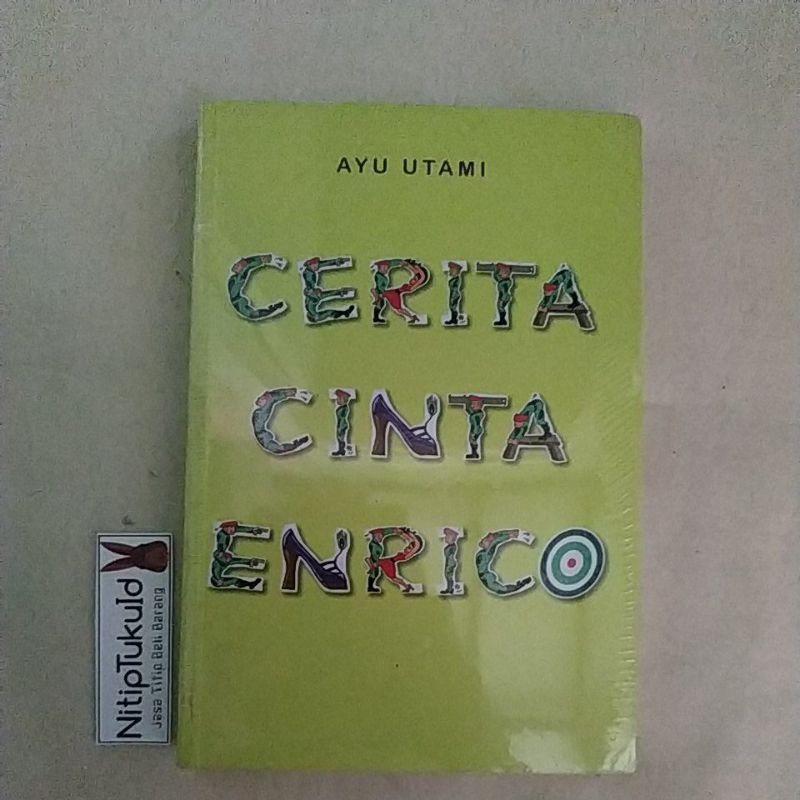 AYU UTAMI
CERITA
CINTA
ENRICO
NitipTukuId
Jasa Titip Beli Barang